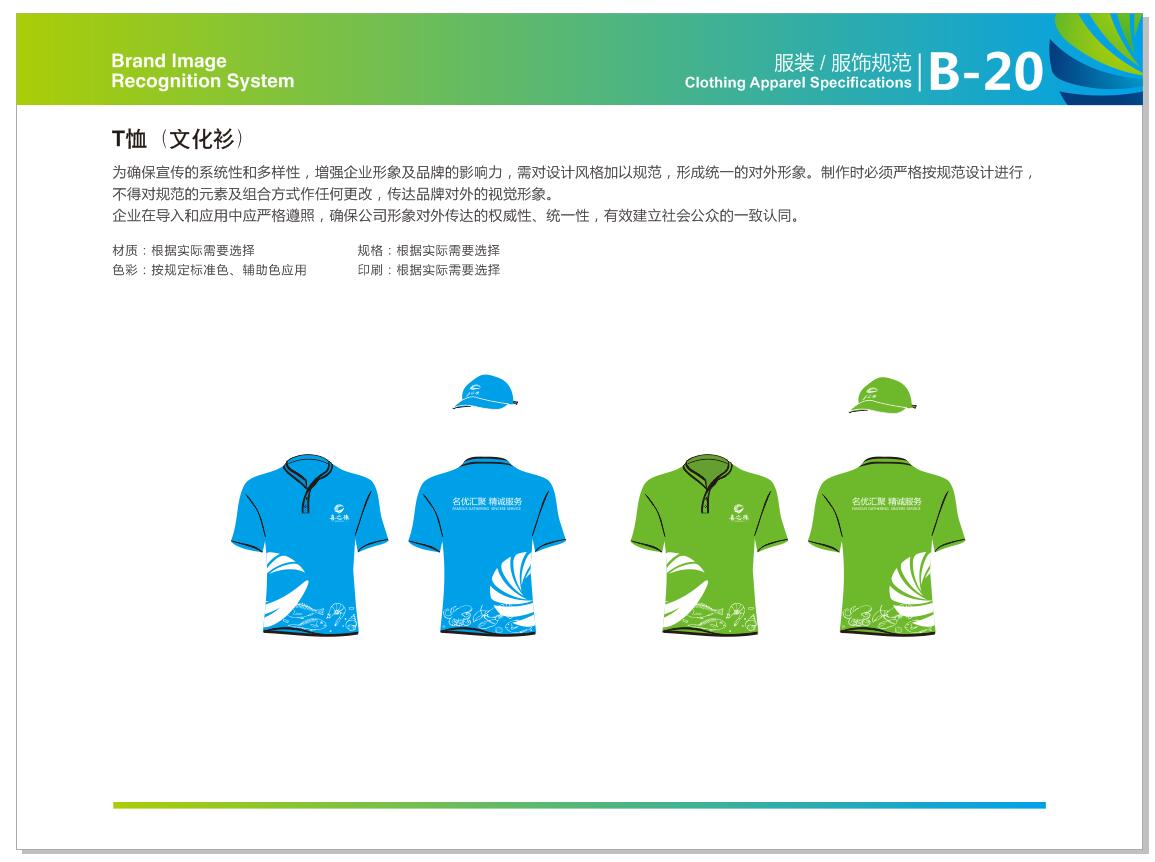 Brand Image
Recognition System
服装 / 服饰规范
Clothing Apparel Specifications
B-20
T恤（文化衫）
为确保宣传的系统性和多样性，增强企业形象及品牌的影响力，需对设计风格加以规范，形成统一的对外形象。制作时必须严格按规范设计进行，
不得对规范的元素及组合方式作任何更改，传达品牌对外的视觉形象。
企业在导入和应用中应严格遵照，确保公司形象对外传达的权威性、统一性，有效建立社会公众的一致认同。
材质：根据实际需要选择
规格：根据实际需要选择
色彩：按规定标准色、辅助色应用
印刷：根据实际需要选择
名优汇聚 精诚服务
FAMOUS GATHERING SINCERE SERVICE
名优汇聚 精诚服务
FAMOUS GATHERING SINCERE SERVICE